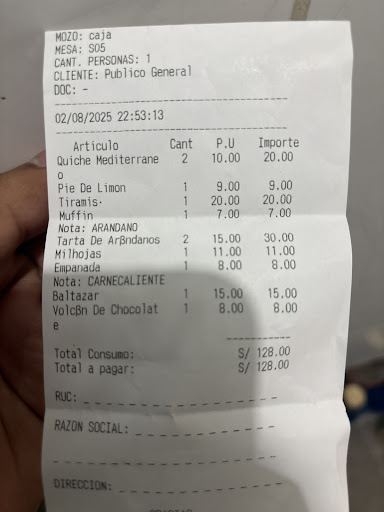 MOZO: caja
MESA: S05
CANT. PERSONAS: 1
CLIENTE: Publico General
DOC: -
02/08/2025 22:53:13
Articulo Cant P.U Importe
Quiche Mediterrane 2 10.00 20.00
o
Pie De Limon 1 9.00 9.00
Tiramis· 1 20.00 20.00
Muffin 1 7.00 7.00
Nota: ARANDANO
Tarta De Arßndanos 2 15.00 30.00
Milhojas 1 11.00 11.00
Empanada 1 8.00 8.00
Nota: CARNECALIENTE
Baltazar 1 15.00 15.00
Volcßn De Chocolat 1 8.00 8.00
e
Total Consumo: S/ 128.00
Total a pagar: S/ 128.00
RUC: _ _ _ _ _ _ _ _ _ _ _ _ _ _
RAZON SOCIAL: _ _ _ _ _ _ _ _ _ _
_ _ _ _ _ _ _ _ _ _ _ _ _ _ _ _
DIRECCION: _ _ _ _ _ _ _ _ _ _ _